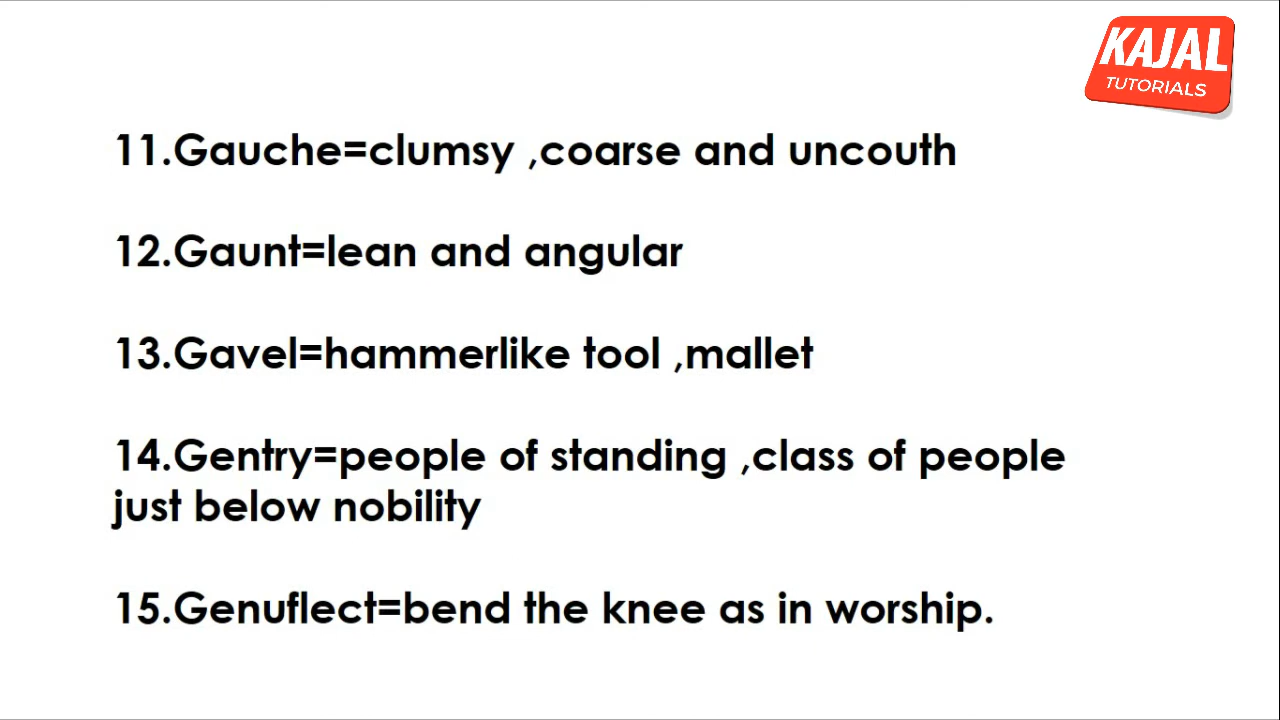 KAJAL
TUTORIALS
11.Gauche=clumsy ,coarse and uncouth
12.Gaunt=lean and angular
13.Gavel=hammerlike tool ,mallet
14.Gentry=people of standing ,class of people
just below nobility
15.Genuflect=bend the knee as in worship.